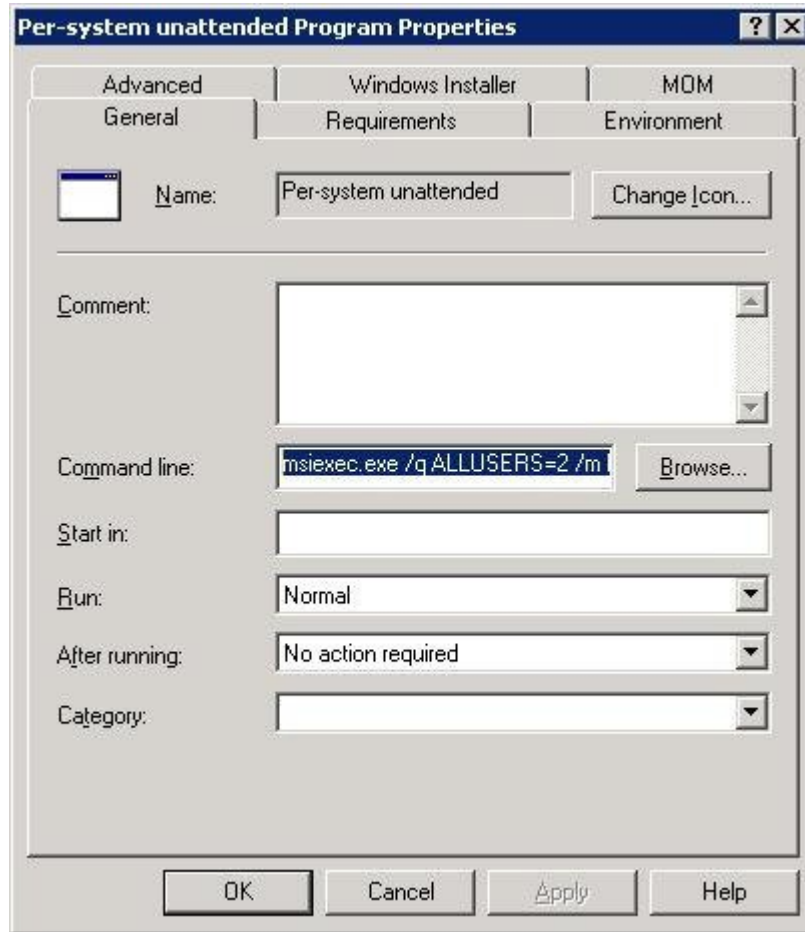 Per-system unattended Program Properties
Advanced
Windows Installer
MOM
General
Requirements
Environment
Name:
Per-system unattended
Change Icon...
Comment:
Command line:
msiexec.exe /q ALLUSERS=2 /m
Browse...
Start in:
Run:
Normal
After running:
No action required
Category:
OK
Cancel
Apply
Help